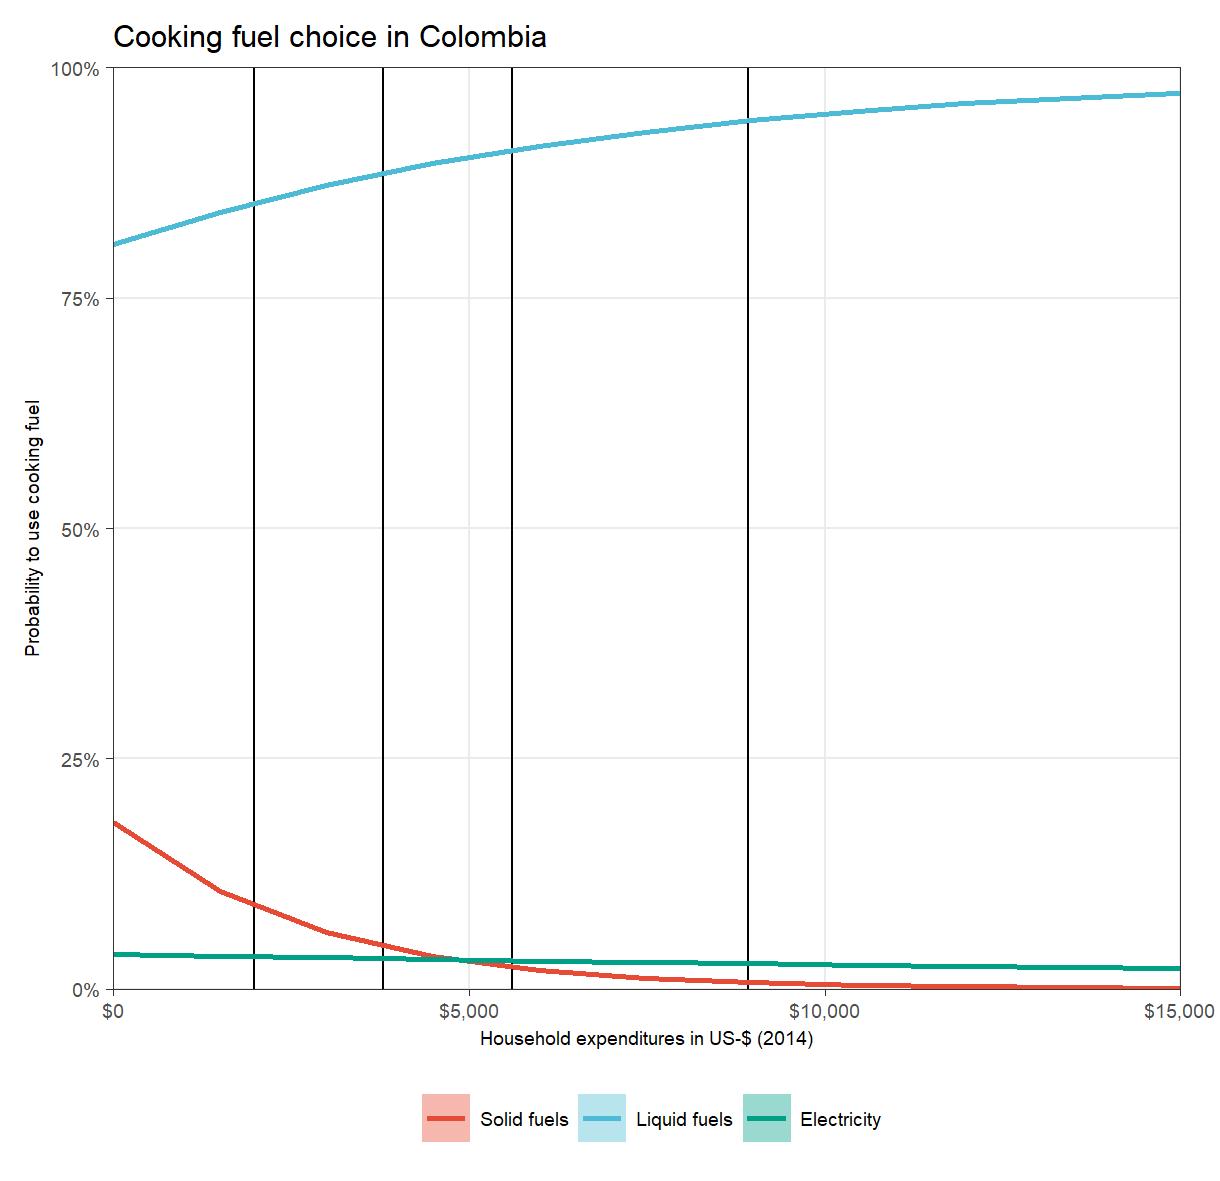 Cooking fuel choice in Colombia
100%
75%
50%
25%
0%
Probability to use cooking fuel
$0
$5,000
$10,000
$15,000
Household expenditures in US-$ (2014)
Solid fuels
Liquid fuels
Electricity